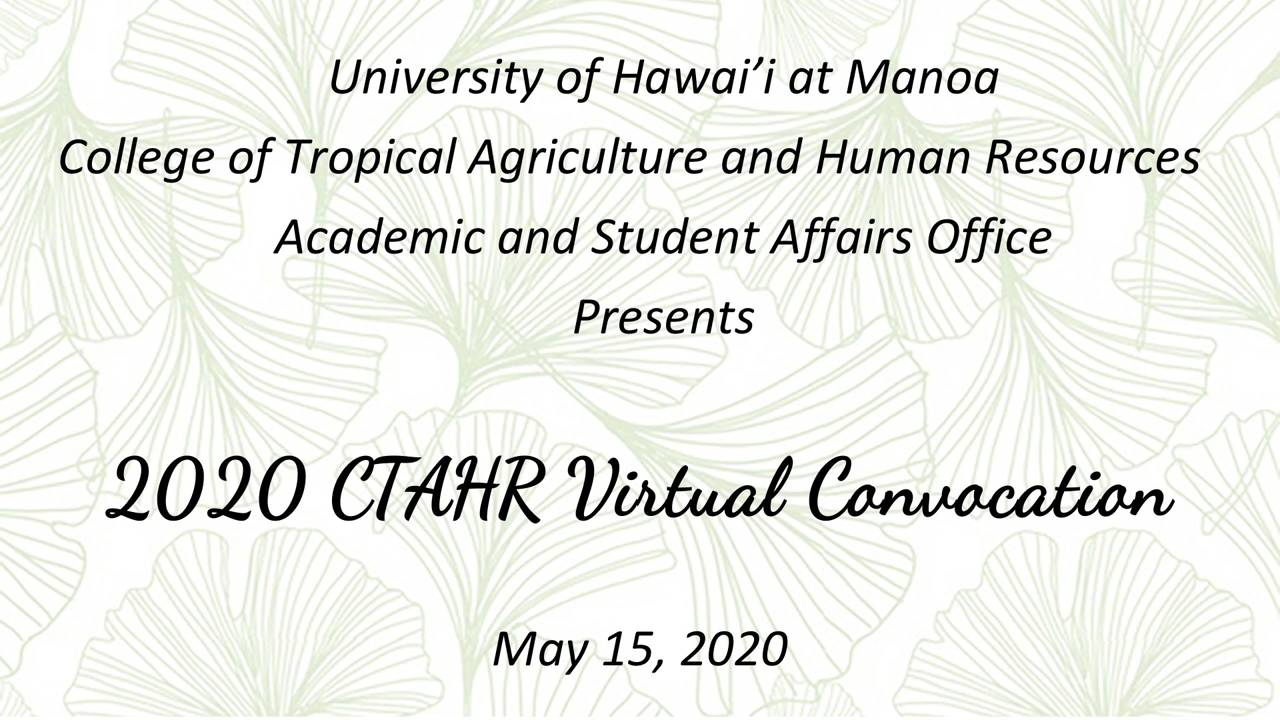 University of Hawai’i at Manoa
College of Tropical Agriculture and Human Resources
Academic and Student Affairs Office
Presents
2020 CTAHR Virtual Convocation
May 15, 2020